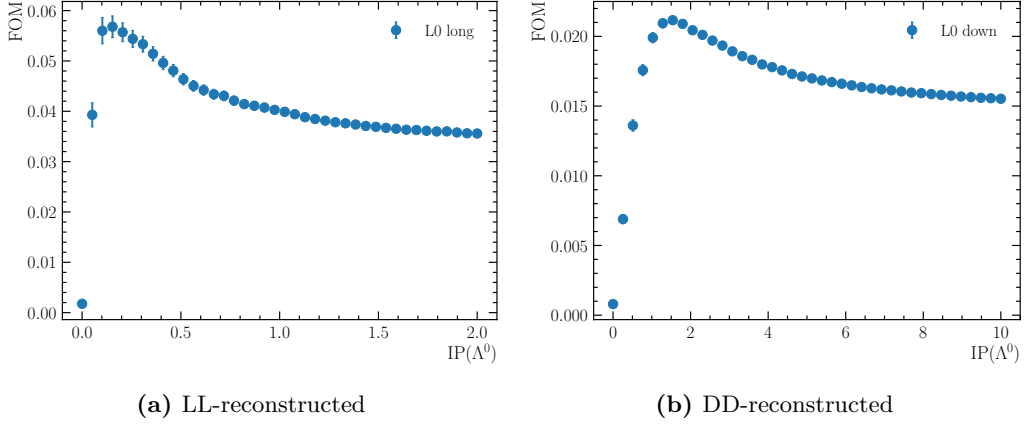 FOM
L0 long
0.06
0.05
0.04
0.03
0.02
0.01
0.00
0.0 0.5 1.0 1.5 2.0
IP(Λ⁰)
(a) LL-reconstructed
FOM
L0 down
0.020
0.015
0.010
0.005
0.000
0 2 4 6 8 10
IP(Λ⁰)
(b) DD-reconstructed